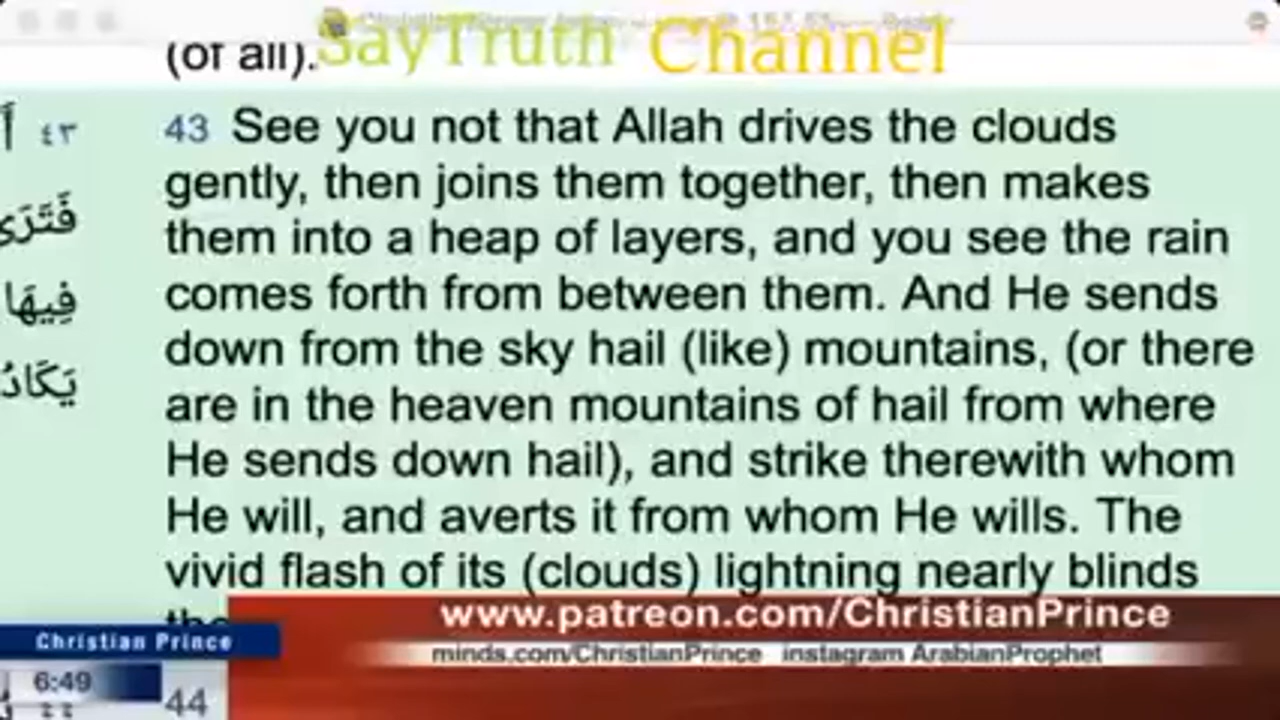 SayTruth Channel
(of all).
43 See you not that Allah drives the clouds
gently, then joins them together, then makes
them into a heap of layers, and you see the rain
comes forth from between them. And He sends
down from the sky hail (like) mountains, (or there
are in the heaven mountains of hail from where
He sends down hail), and strike therewith whom
He will, and averts it from whom He wills. The
vivid flash of its (clouds) lightning nearly blinds
٤٣
فَتَرَى
فِيهَا
يَكَادُ
www.patreon.com/ChristianPrince
Christian Prince
minds.com/ChristianPrince instagram ArabianProphet
6:49
44